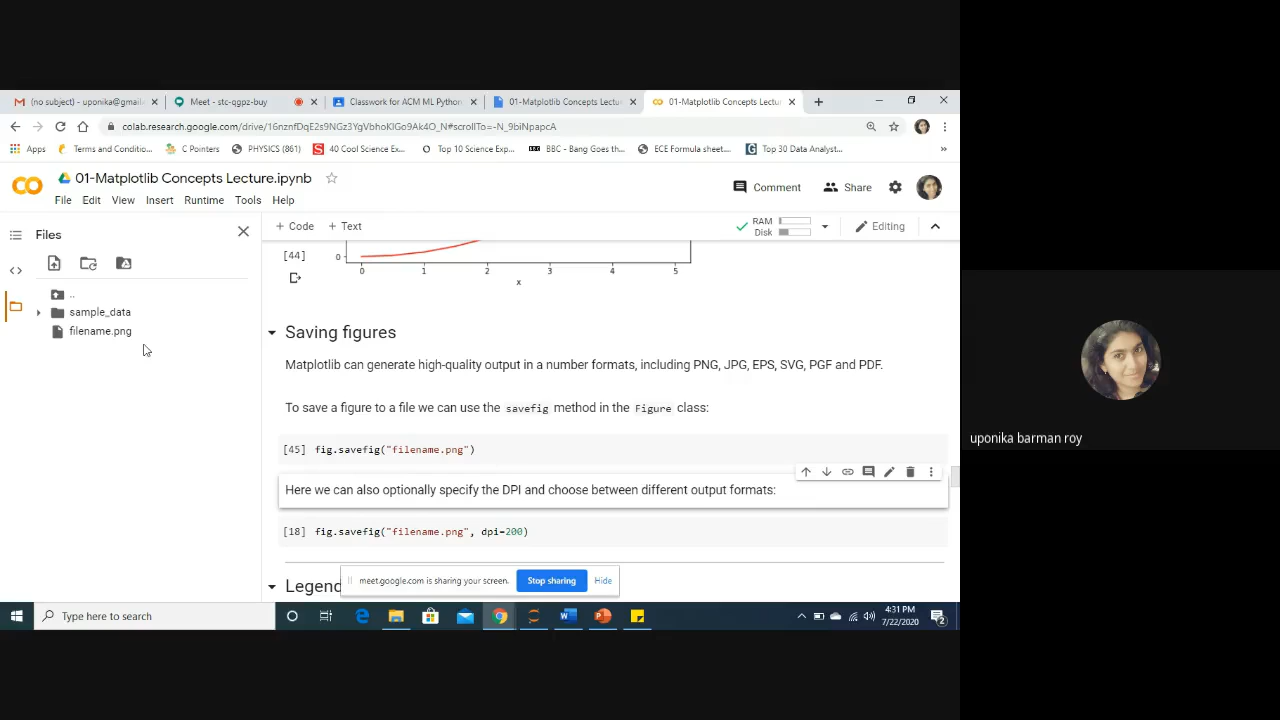 (no subject) - uponika@gmail
Meet - stc-qgpz-buy
Classwork for ACM ML Python
01-Matplotlib Concepts Lectu
01-Matplotlib Concepts Lectur
colab.research.google.com/drive/16nznfDqE2s9NGz3YgVbhoKIGo9Ak4O_N#scrollTo=-N_9biNpapcA
Apps
Terms and Conditio...
C Pointers
PHYSICS (861)
40 Cool Science Ex...
Top 10 Science Exp...
BBC - Bang Goes th...
ECE Formula sheet...
Top 30 Data Analyst...
01-Matplotlib Concepts Lecture.ipynb
Comment
Share
File Edit View Insert Runtime Tools Help
Files
+ Code + Text
RAM
Disk
Editing
[44]
0
0 1 2 3 4 5
x
..
sample_data
filename.png
Saving figures
Matplotlib can generate high-quality output in a number formats, including PNG, JPG, EPS, SVG, PGF and PDF.
To save a figure to a file we can use the savefig method in the Figure class:
[45] fig.savefig("filename.png")
Here we can also optionally specify the DPI and choose between different output formats:
[18] fig.savefig("filename.png", dpi=200)
Legend
meet.google.com is sharing your screen.
Stop sharing
Hide
Type here to search
4:31 PM
7/22/2020
2
uponika barman roy